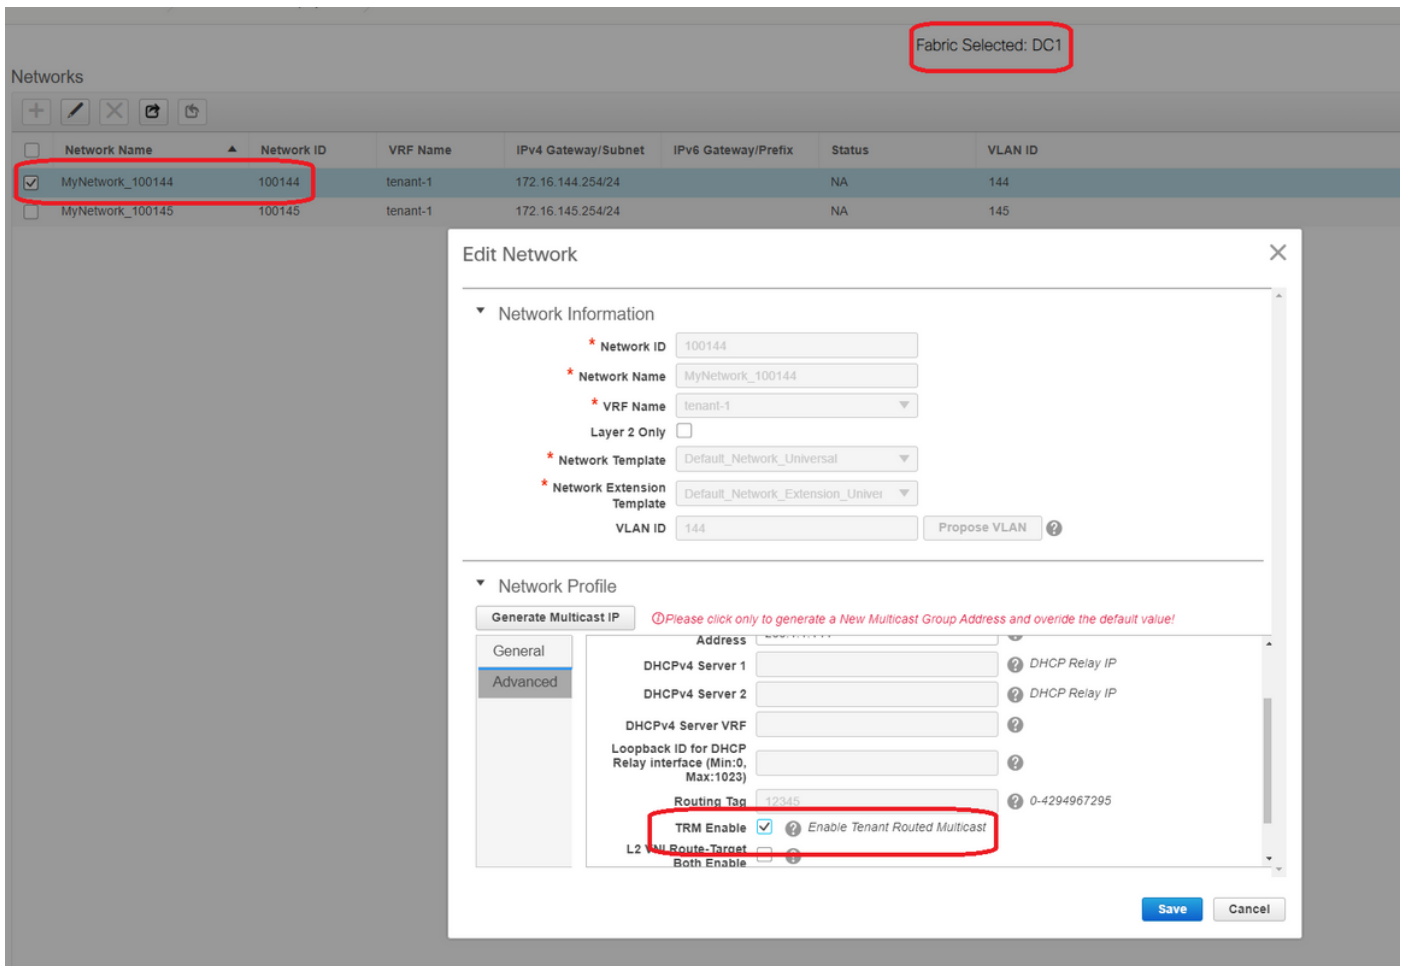 Fabric Selected: DC1
Networks
Network Name Network ID VRF Name IPv4 Gateway/Subnet IPv6 Gateway/Prefix Status VLAN ID
MyNetwork_100144 100144 tenant-1 172.16.144.254/24 NA 144
MyNetwork_100145 100145 tenant-1 172.16.145.254/24 NA 145
Edit Network
Network Information
* Network ID 100144
* Network Name MyNetwork_100144
* VRF Name tenant-1
Layer 2 Only
* Network Template Default_Network_Universal
* Network Extension
Template Default_Network_Extension_Univer
VLAN ID 144 Propose VLAN
Network Profile
Generate Multicast IP Please click only to generate a New Multicast Group Address and overide the default value!
General
Advanced
Address
DHCPv4 Server 1 DHCP Relay IP
DHCPv4 Server 2 DHCP Relay IP
DHCPv4 Server VRF
Loopback ID for DHCP
Relay interface (Min:0,
Max:1023)
Routing Tag 12345 0-4294967295
TRM Enable Enable Tenant Routed Multicast
L2 VNI Route-Target
Both Enable
Save Cancel